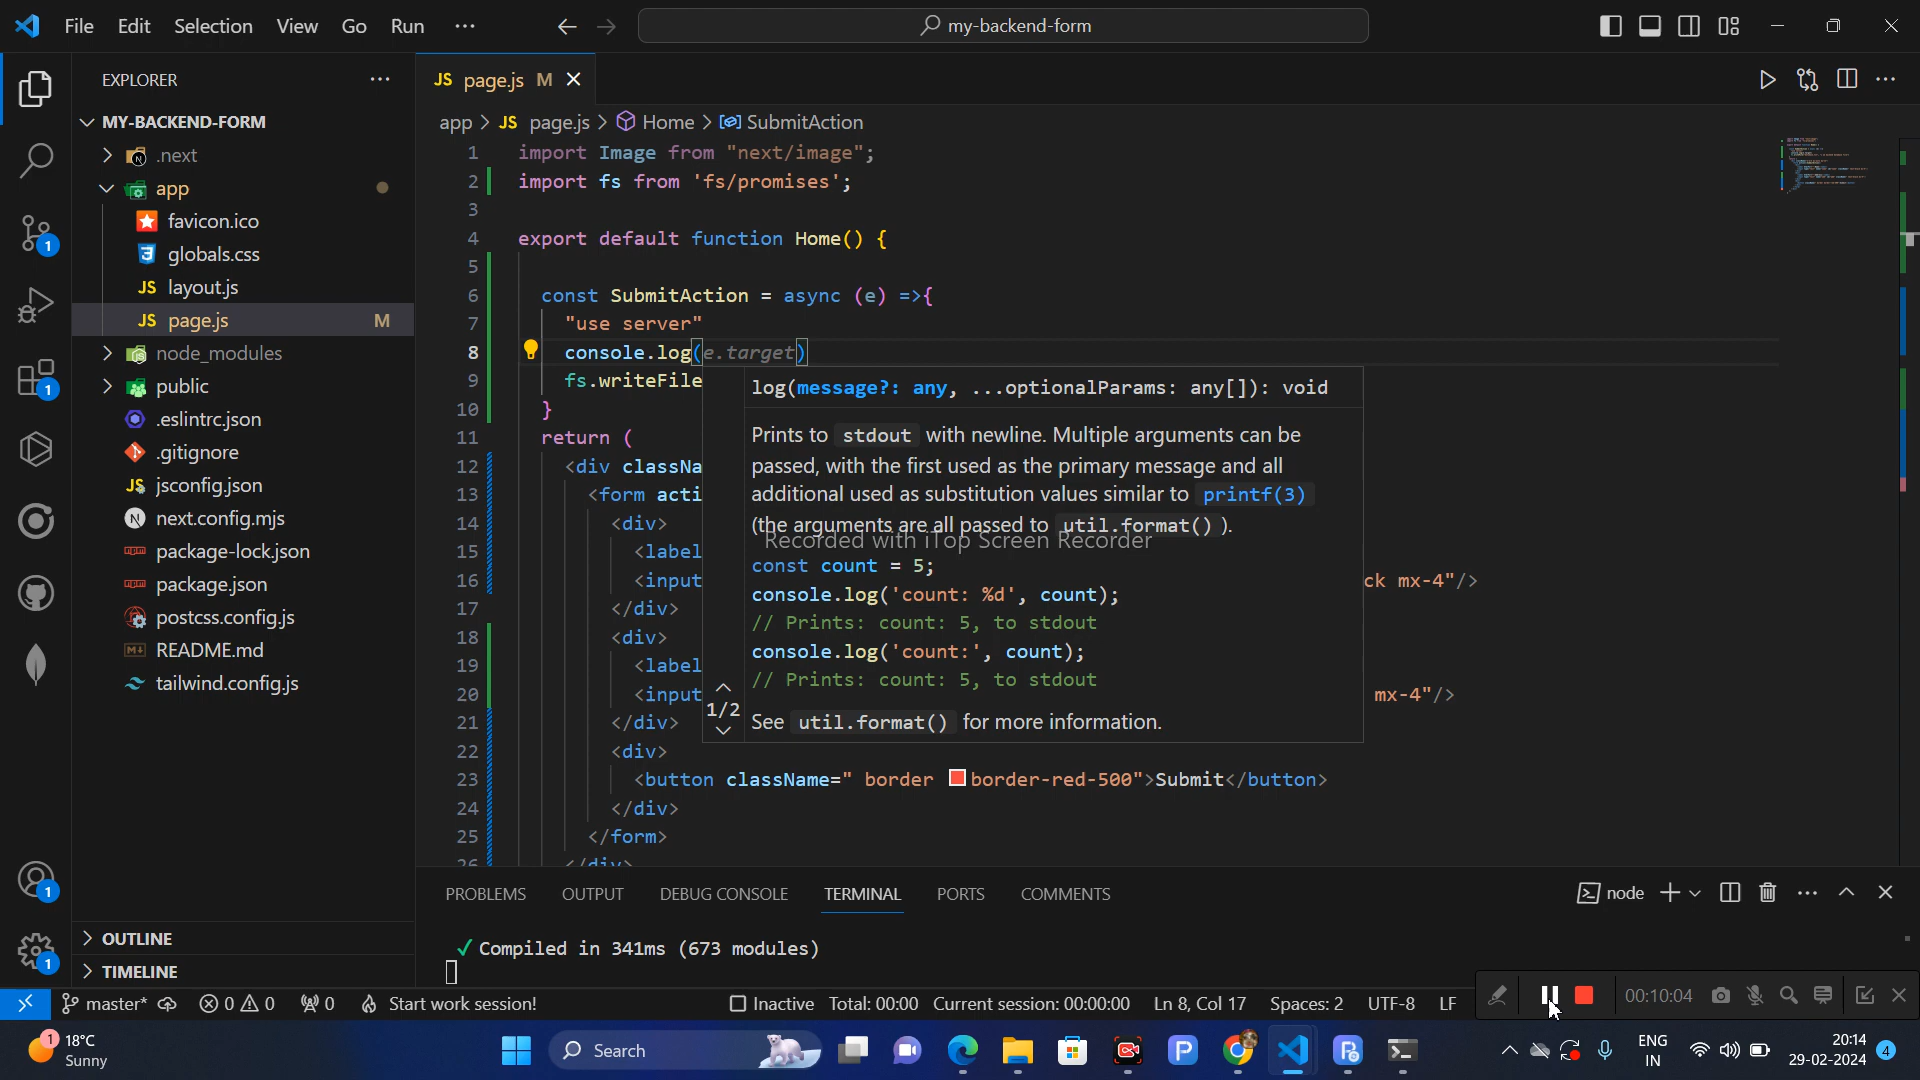 File Edit Selection View Go Run ··· my-backend-form
EXPLORER ···
JS page.js M
MY-BACKEND-FORM
app > JS page.js > Home > SubmitAction
.next
app
favicon.ico
globals.css
JS layout.js
JS page.js M
node_modules
public
.eslintrc.json
.gitignore
JS jsconfig.json
N next.config.mjs
package-lock.json
package.json
postcss.config.js
README.md
tailwind.config.js
OUTLINE
TIMELINE
1 import Image from "next/image";
2 import fs from 'fs/promises';
3
4 export default function Home() {
5
6 const SubmitAction = async (e) =>{
7 "use server"
8 console.log(e.target)
9 fs.writeFile
10 }
11 return (
12 <div classNa
13 <form acti
14 <div>
15 <label
16 <input ck mx-4"/>
17 </div>
18 <div>
19 <label
20 <input mx-4"/>
21 </div>
22 <div>
23 <button className=" border border-red-500">Submit</button>
24 </div>
25 </form>
26 </div>
log(message?: any, ...optionalParams: any[]): void
Prints to stdout with newline. Multiple arguments can be
passed, with the first used as the primary message and all
additional used as substitution values similar to printf(3)
(the arguments are all passed to util.format() ).
Recorded with iTop Screen Recorder
const count = 5;
console.log('count: %d', count);
// Prints: count: 5, to stdout
console.log('count:', count);
// Prints: count: 5, to stdout
1/2
See util.format() for more information.
PROBLEMS OUTPUT DEBUG CONSOLE TERMINAL PORTS COMMENTS node
✓ Compiled in 341ms (673 modules)
00:10:04
master* 0 0 0 Start work session! Inactive Total: 00:00 Current session: 00:00:00 Ln 8, Col 17 Spaces: 2 UTF-8 LF
1 18°C
Sunny
Search
ENG
IN
20:14
29-02-2024
4